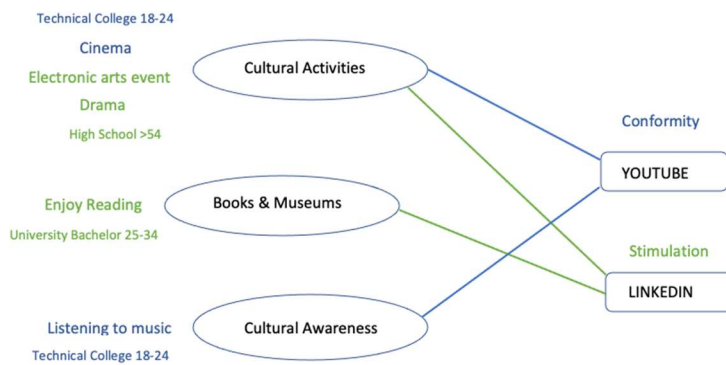 Technical College 18-24
Cinema
Electronic arts event
Drama
High School >54
Cultural Activities
Conformity
YOUTUBE
Enjoy Reading
University Bachelor 25-34
Books & Museums
Stimulation
LINKEDIN
Listening to music
Technical College 18-24
Cultural Awareness